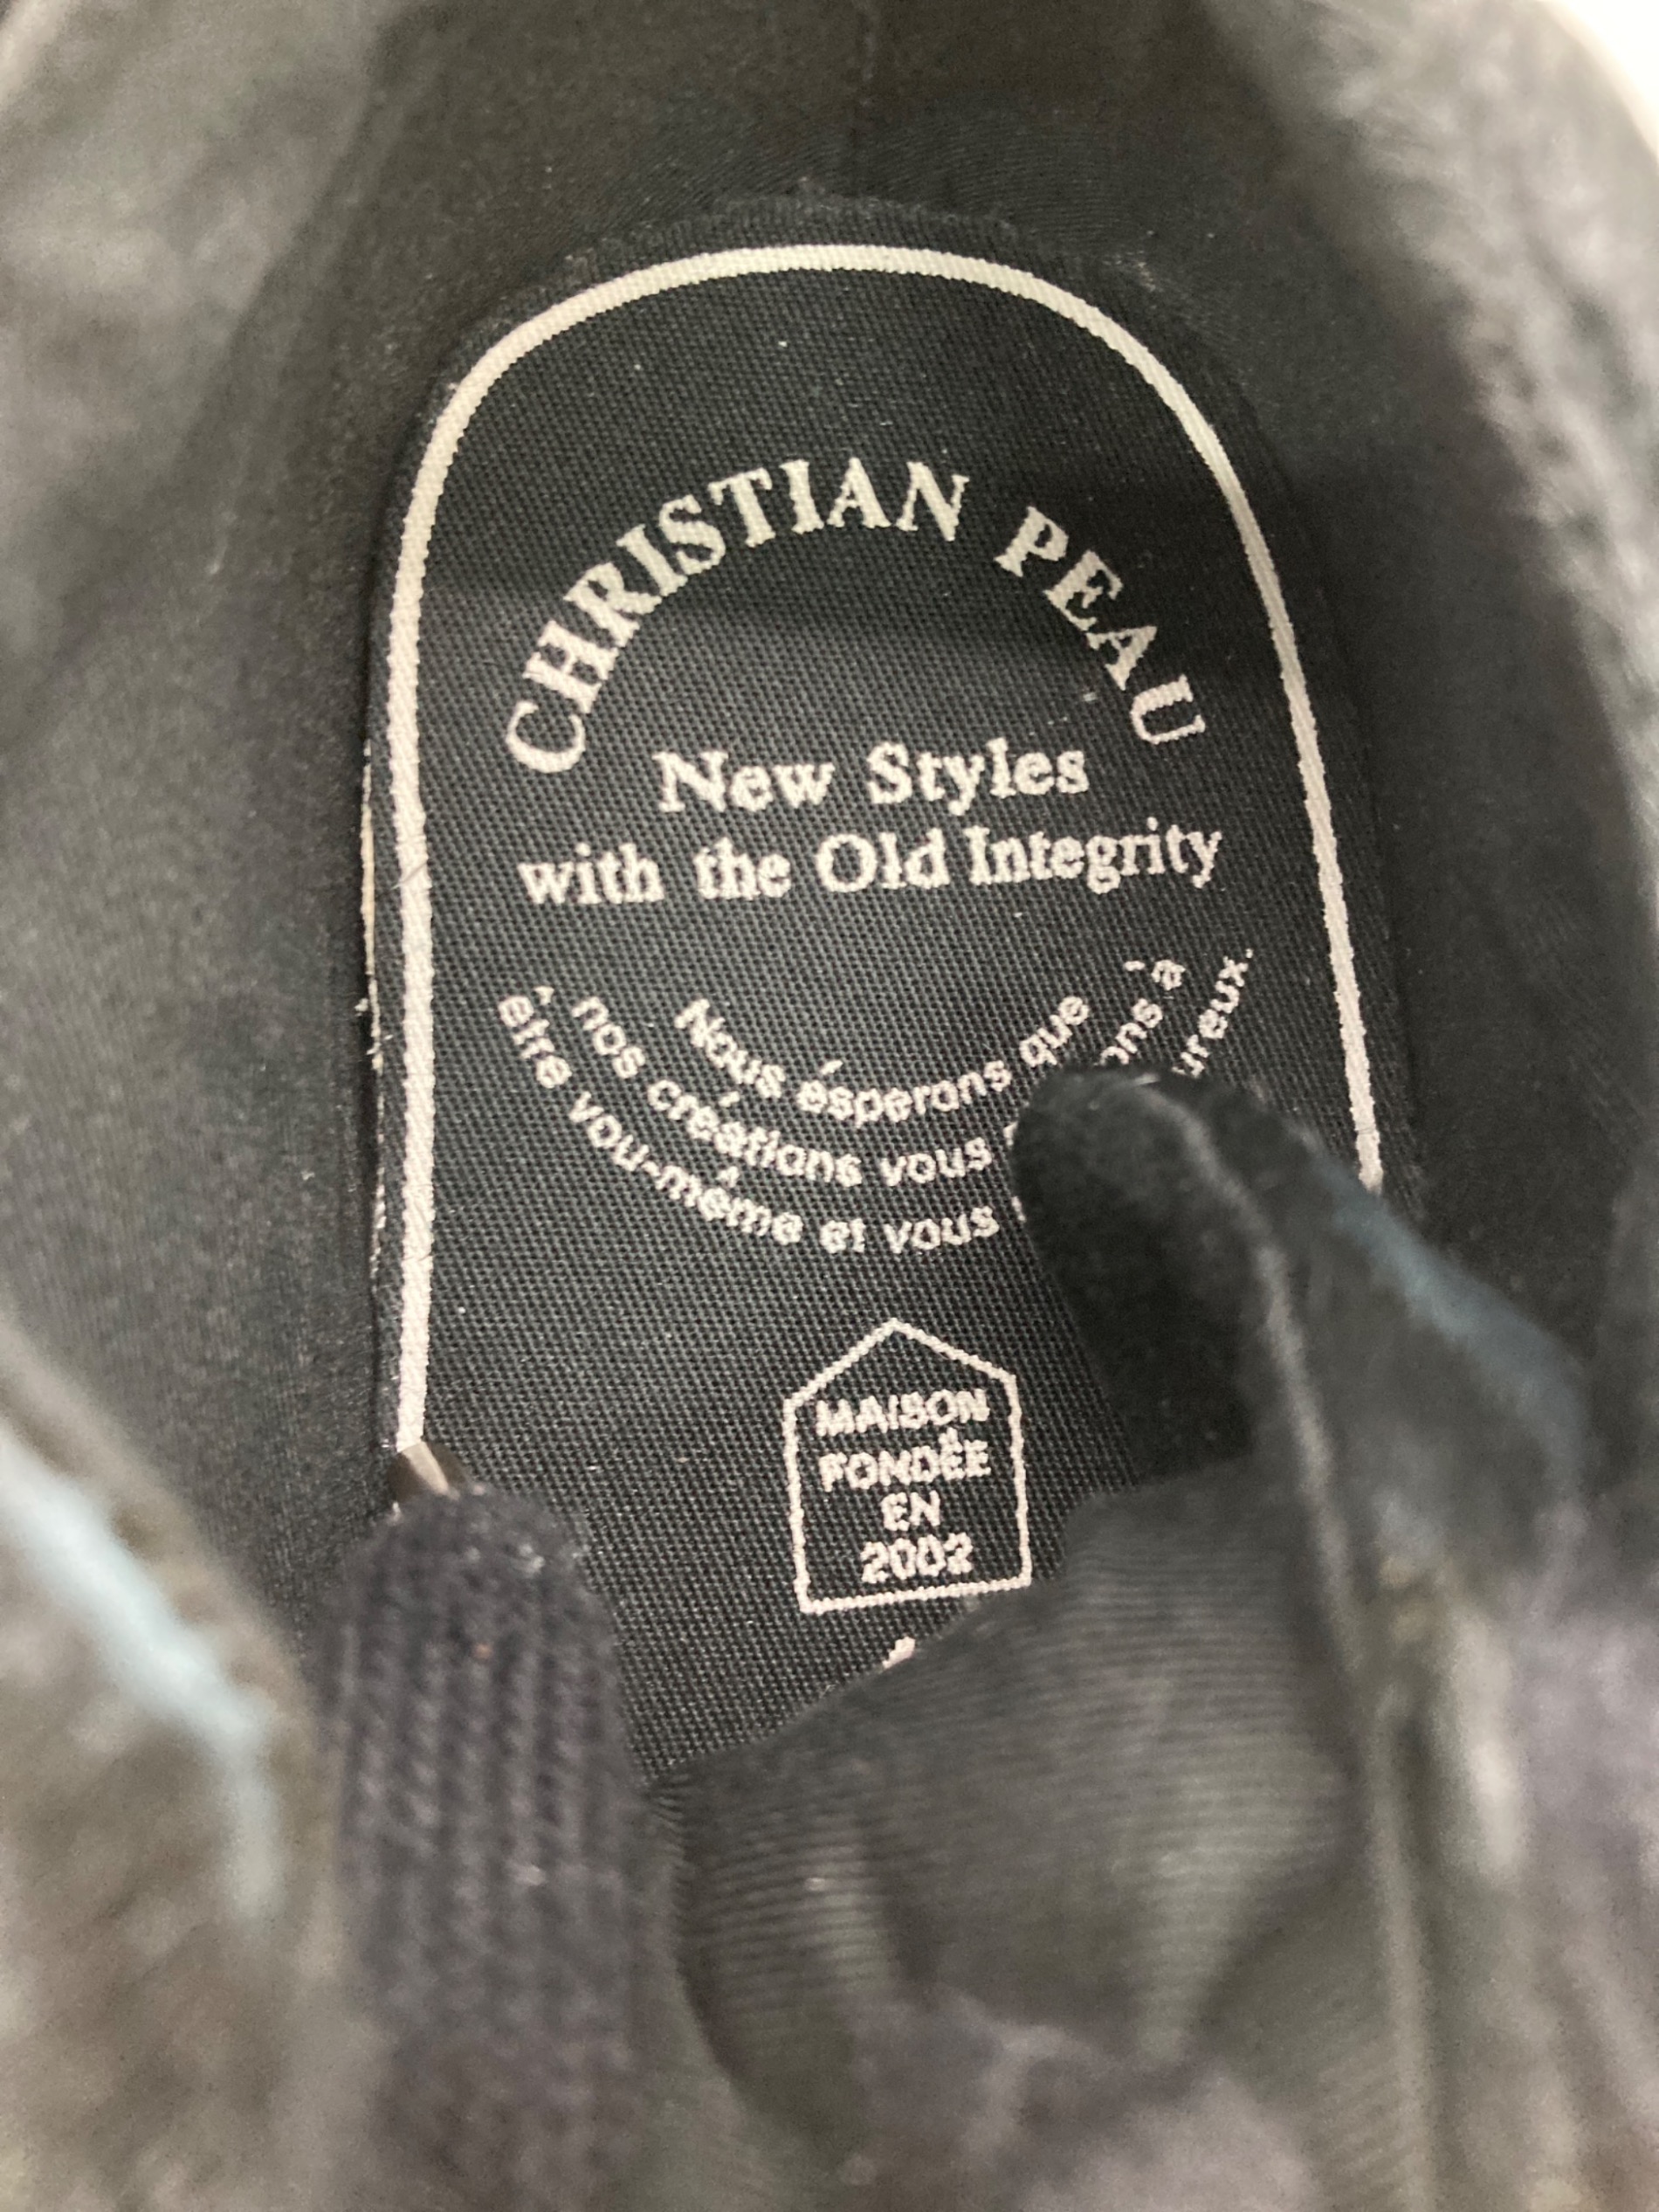 CHRISTIAN PEAU
New Styles
with the Old Integrity
Nous ésperons que
nos créations vous à
être vou-même et vous
MAISON
FONDÉE
EN
2002